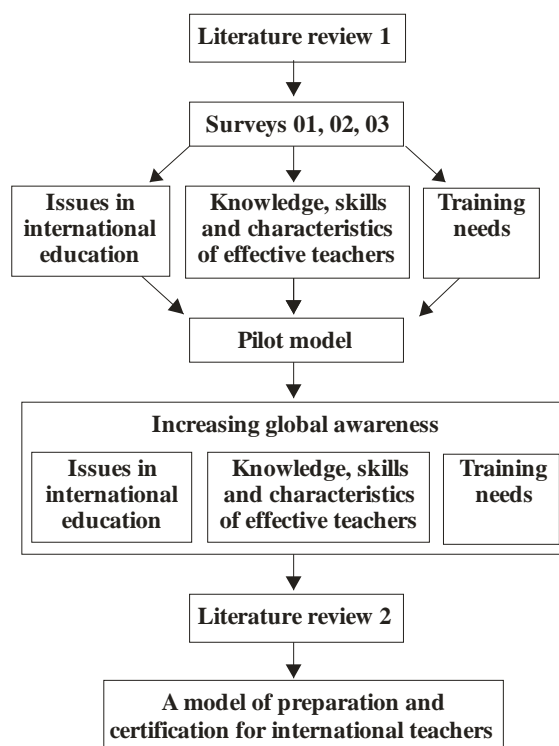 Literature review 1
Surveys 01, 02, 03
Issues in
international
education
Knowledge, skills
and characteristics
of effective teachers
Training
needs
Pilot model
Increasing global awareness
Issues in
international
education
Knowledge, skills
and characteristics
of effective teachers
Training
needs
Literature review 2
A model of preparation and
certification for international teachers